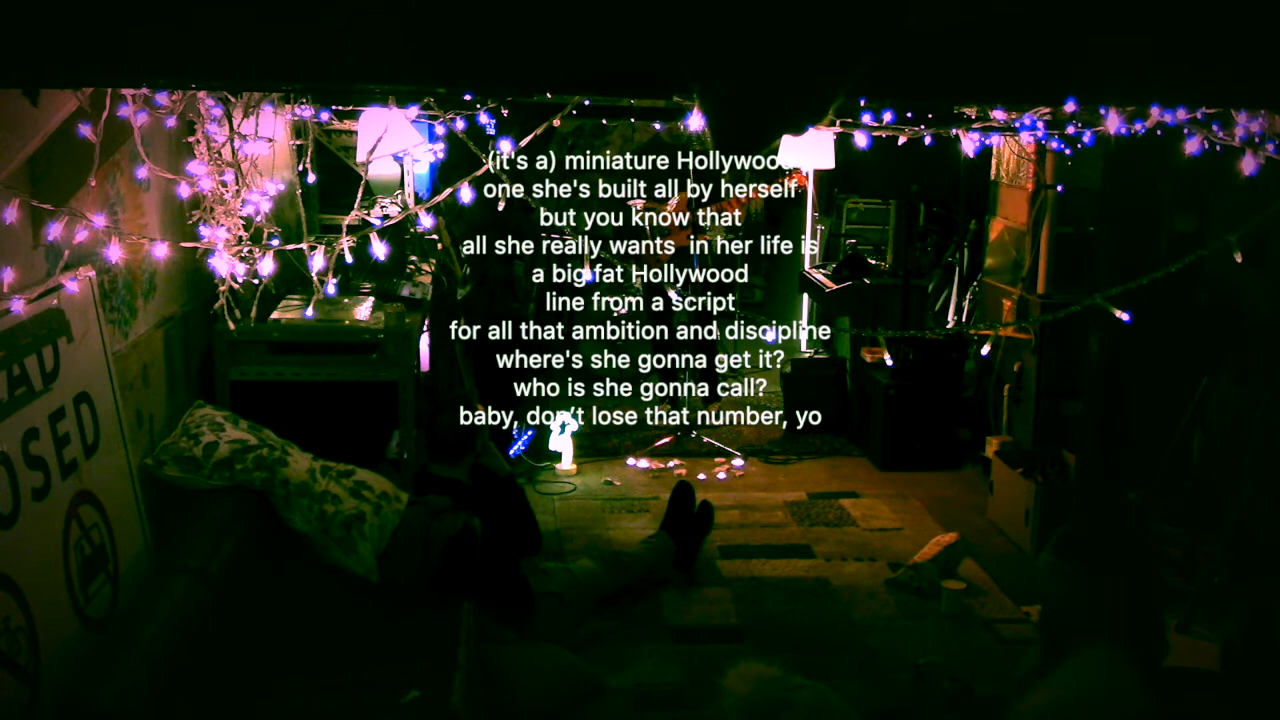 (it's a) miniature Hollywood
one she's built all by herself
but you know that
all she really wants  in her life is
a big fat Hollywood
line from a script
for all that ambition and discipline
where's she gonna get it?
who is she gonna call?
baby, don't lose that number, yo